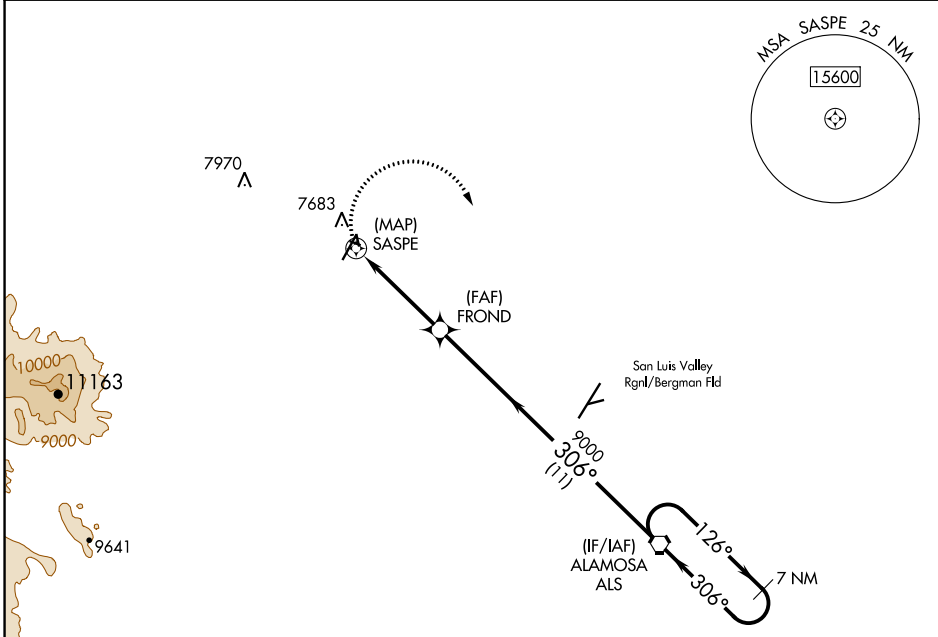 MSA SASPE 25 NM
15600
7970
7683
(MAP)
SASPE
(FAF)
FROND
San Luis Valley
Rgnl/Bergman Fld
10000
11163
9000
9000
306°
(11)
9641
(IF/IAF)
ALAMOSA
ALS
126°
306°
7 NM